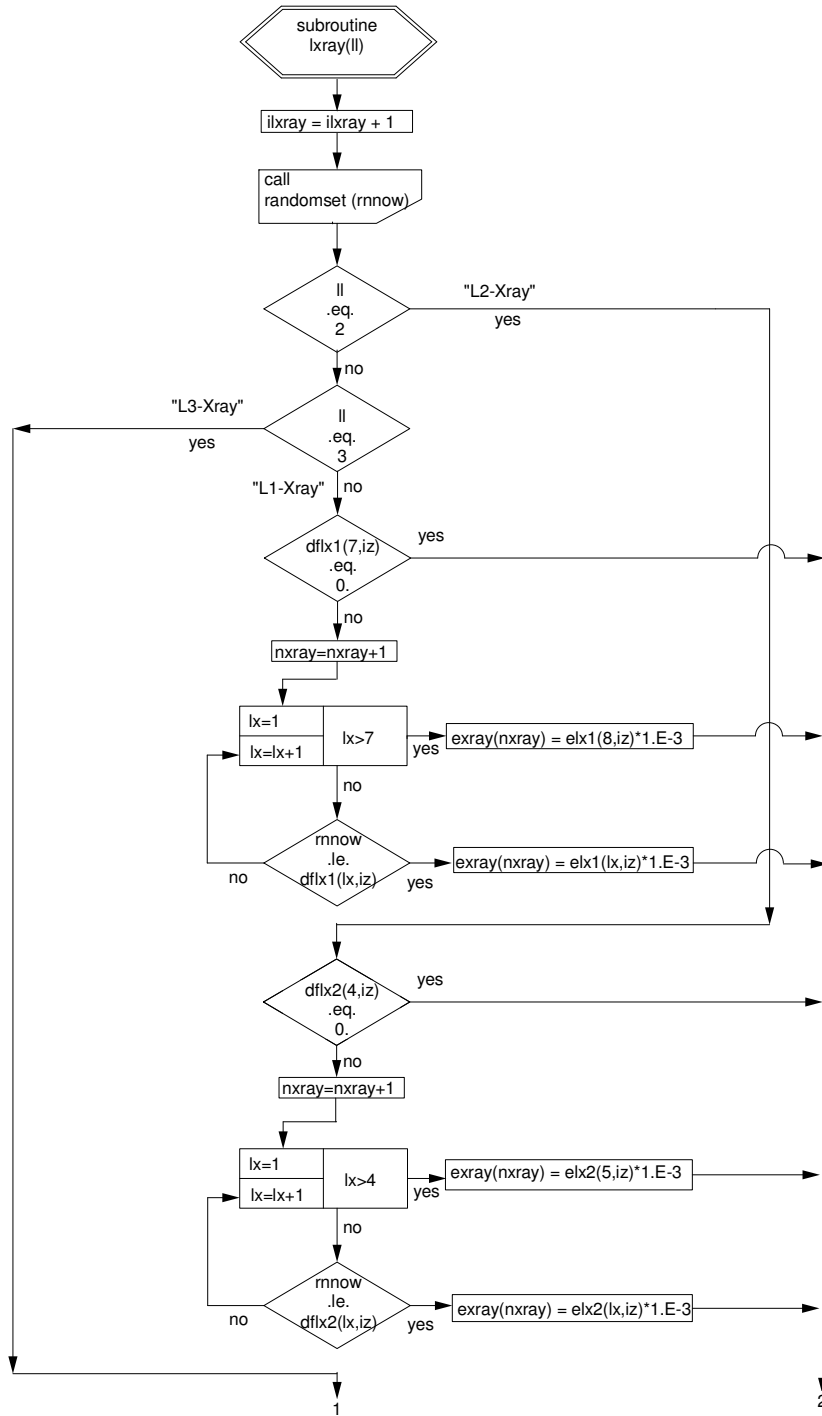 subroutine
lxray(ll)
ilxray = ilxray + 1
call
randomset (rnnow)
ll
.eq.
2
"L2-Xray"
yes
no
"L3-Xray"
yes
ll
.eq.
3
"L1-Xray"
no
dflx1(7,iz)
.eq.
0.
yes
no
nxray=nxray+1
lx=1
lx=lx+1
lx>7
yes
exray(nxray) = elx1(8,iz)*1.E-3
no
rnnow
.le.
dflx1(lx,iz)
no
yes
exray(nxray) = elx1(lx,iz)*1.E-3
dflx2(4,iz)
.eq.
0.
yes
no
nxray=nxray+1
lx=1
lx=lx+1
lx>4
yes
exray(nxray) = elx2(5,iz)*1.E-3
no
rnnow
.le.
dflx2(lx,iz)
no
yes
exray(nxray) = elx2(lx,iz)*1.E-3
1
2